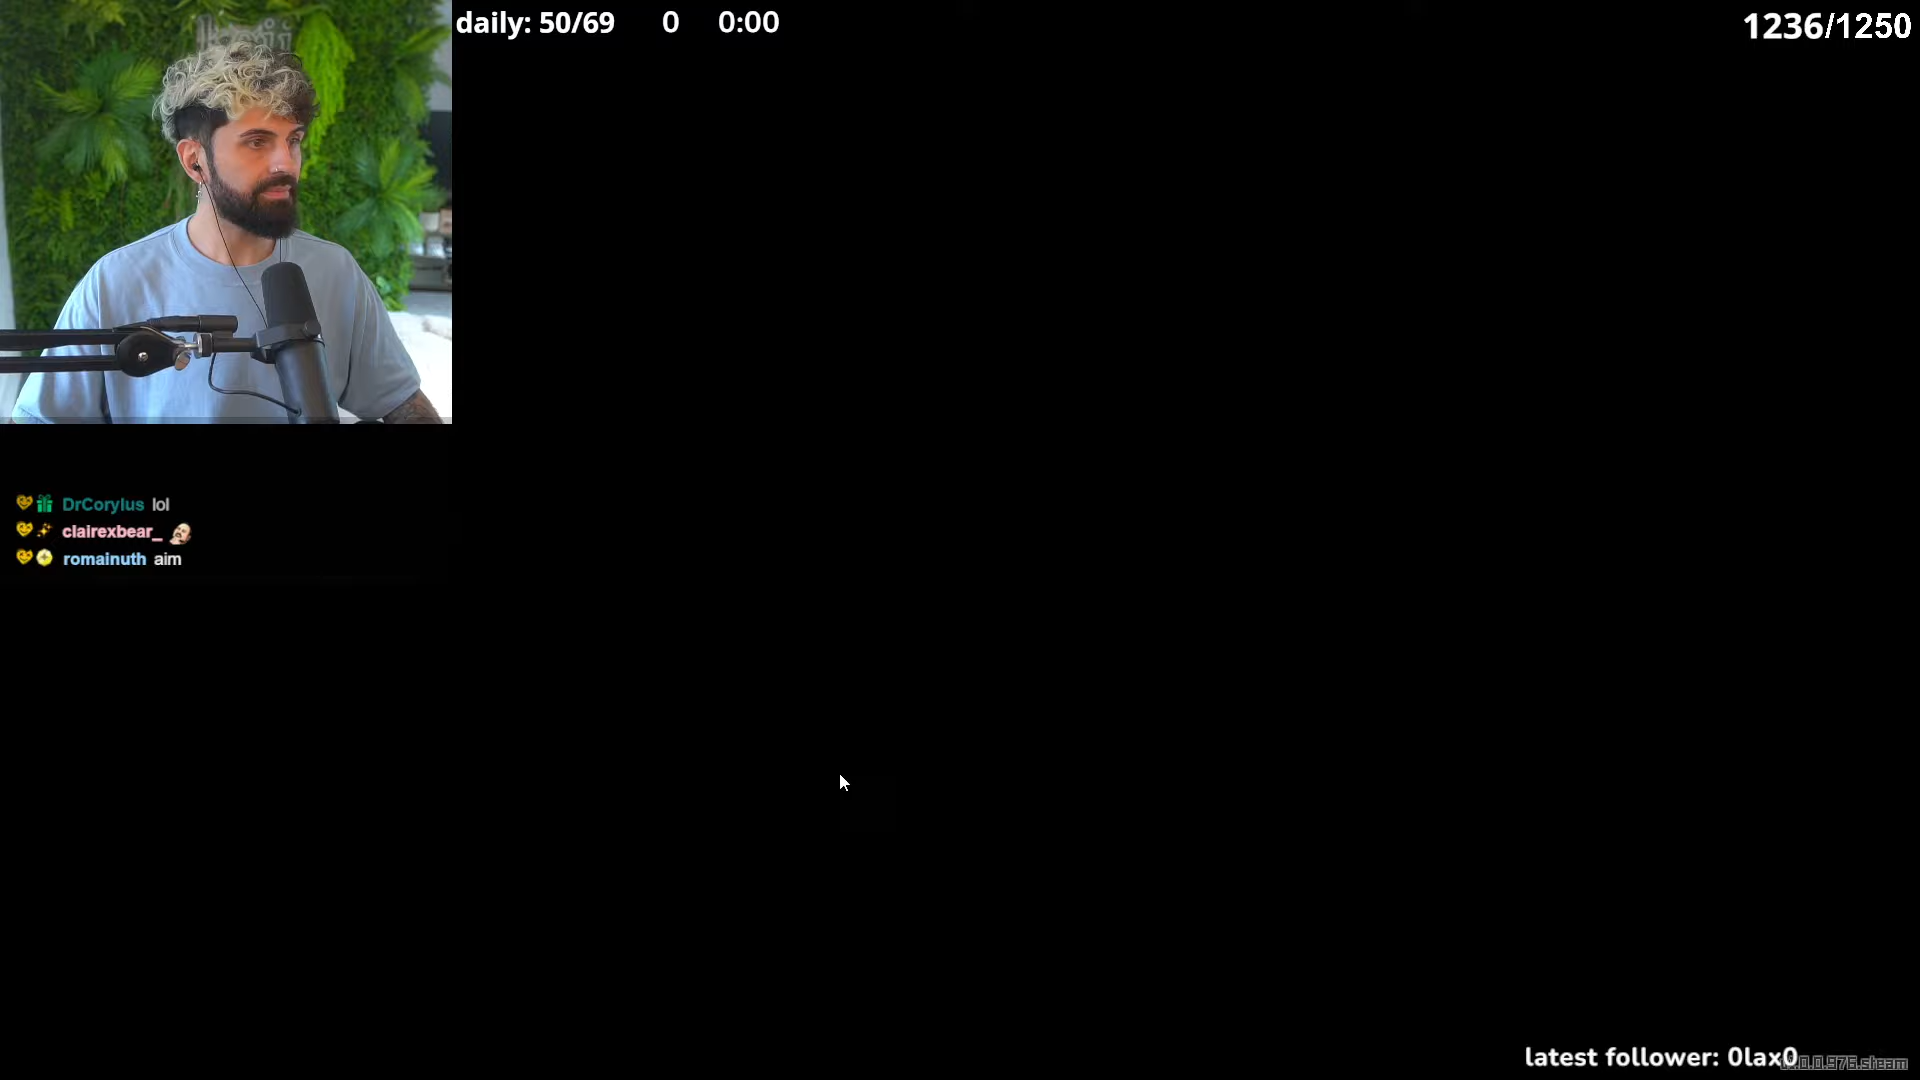 daily: 50/69 0 0:00
1236/1250
DrCorylus lol
clairexbear_
romainuth aim
latest follower: 0lax0